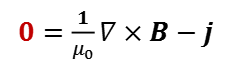 0 = 1/μ₀ ∇ × B − j